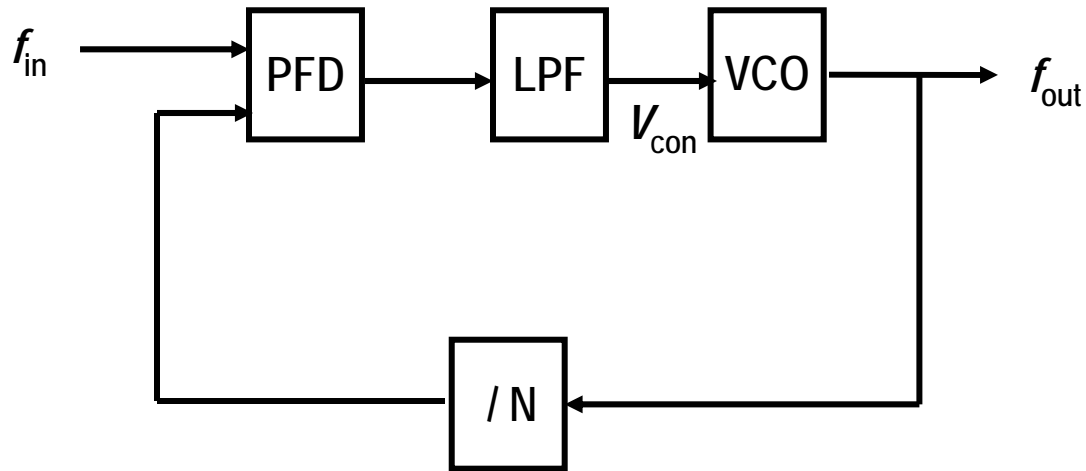 f_in
PFD
LPF
V_con
VCO
f_out
/ N